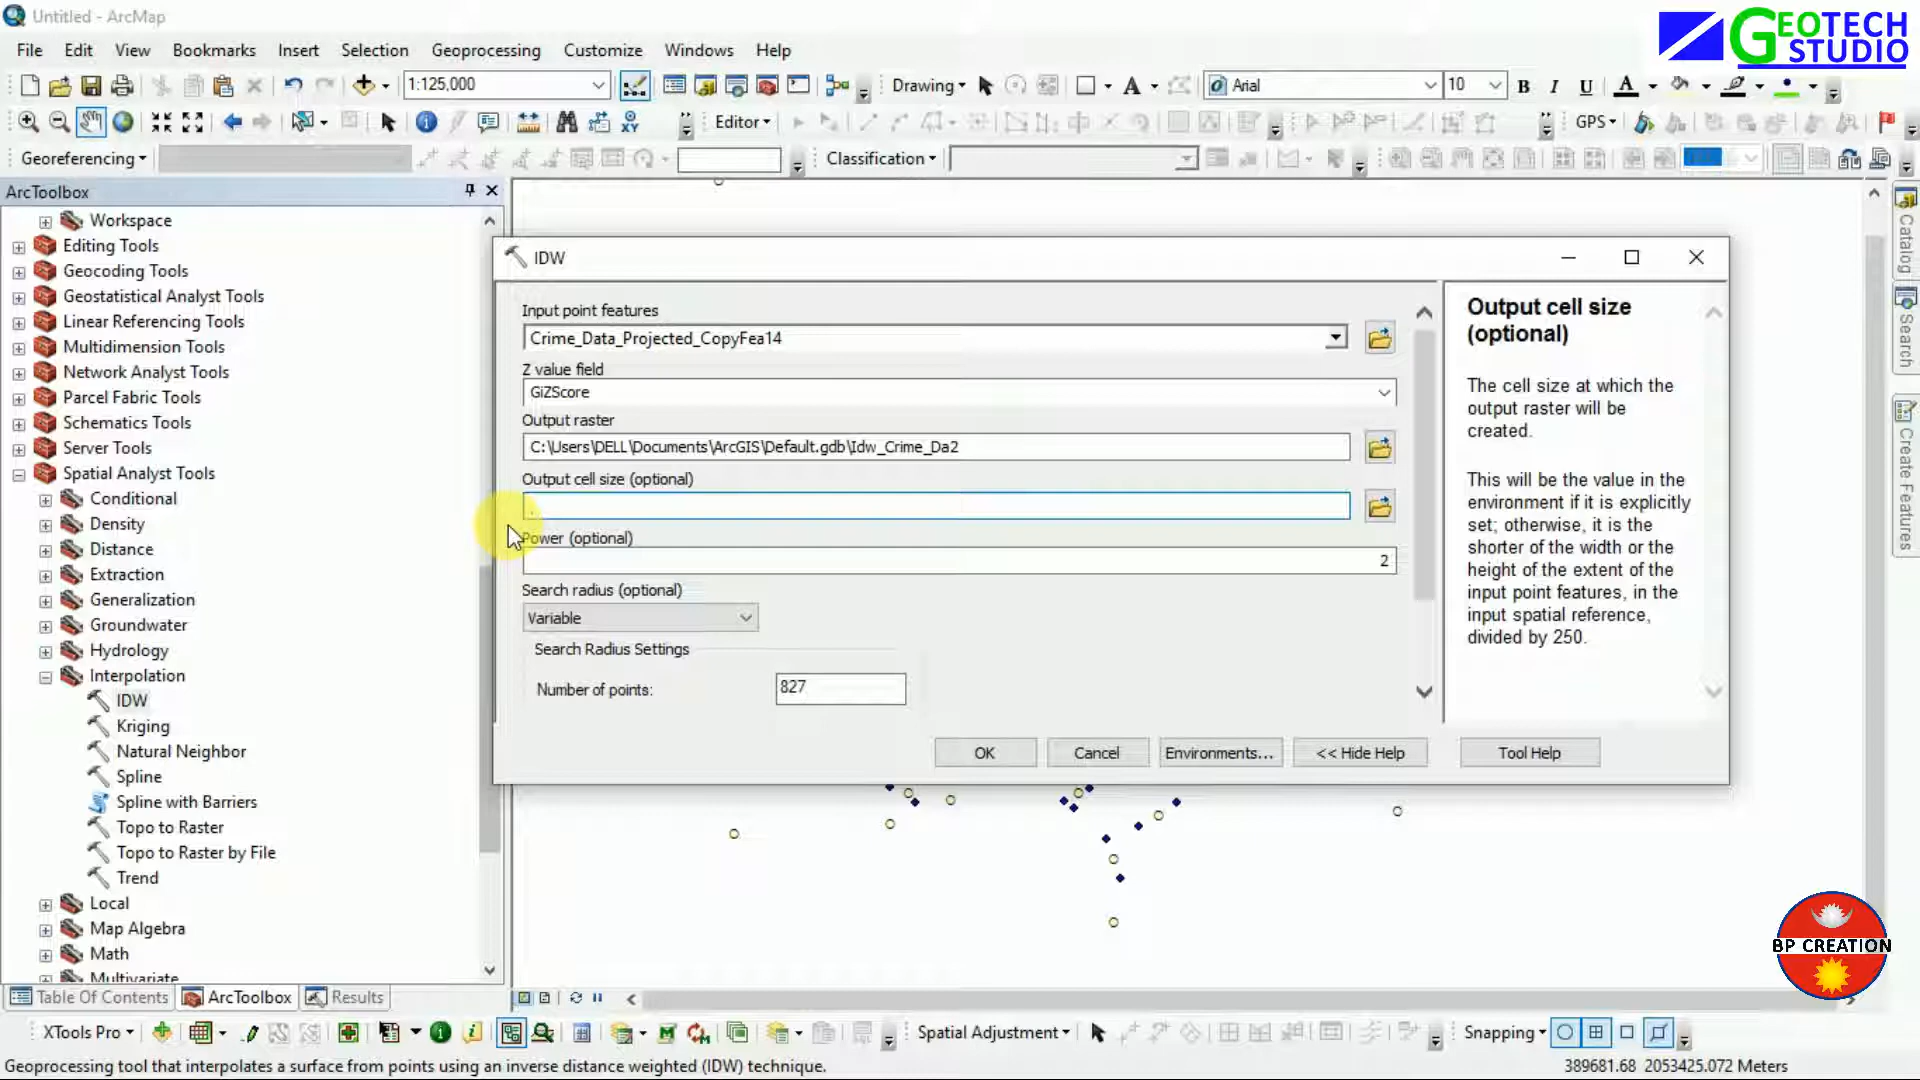 Untitled - ArcMap
GEOTECH
STUDIO
File Edit View Bookmarks Insert Selection Geoprocessing Customize Windows Help
1:125,000 Drawing Arial 10 B I U A
Editor GPS
Georeferencing Classification
ArcToolbox
Workspace
Editing Tools
Geocoding Tools
Geostatistical Analyst Tools
Linear Referencing Tools
Multidimension Tools
Network Analyst Tools
Parcel Fabric Tools
Schematics Tools
Server Tools
Spatial Analyst Tools
Conditional
Density
Distance
Extraction
Generalization
Groundwater
Hydrology
Interpolation
IDW
Kriging
Natural Neighbor
Spline
Spline with Barriers
Topo to Raster
Topo to Raster by File
Trend
Local
Map Algebra
Math
Multivariate
IDW
Input point features
Crime_Data_Projected_CopyFea14
Z value field
GiZScore
Output raster
C:\Users\DELL\Documents\ArcGIS\Default.gdb\Idw_Crime_Da2
Output cell size (optional)
Power (optional)
2
Search radius (optional)
Variable
Search Radius Settings
Number of points: 827
OK Cancel Environments... << Hide Help Tool Help
Output cell size
(optional)
The cell size at which the
output raster will be
created.
This will be the value in the
environment if it is explicitly
set; otherwise, it is the
shorter of the width or the
height of the extent of the
input point features, in the
input spatial reference,
divided by 250.
Catalog
Search
Create Features
BP CREATION
Table Of Contents ArcToolbox Results
XTools Pro Spatial Adjustment Snapping
Geoprocessing tool that interpolates a surface from points using an inverse distance weighted (IDW) technique. 389681.68 2053425.072 Meters